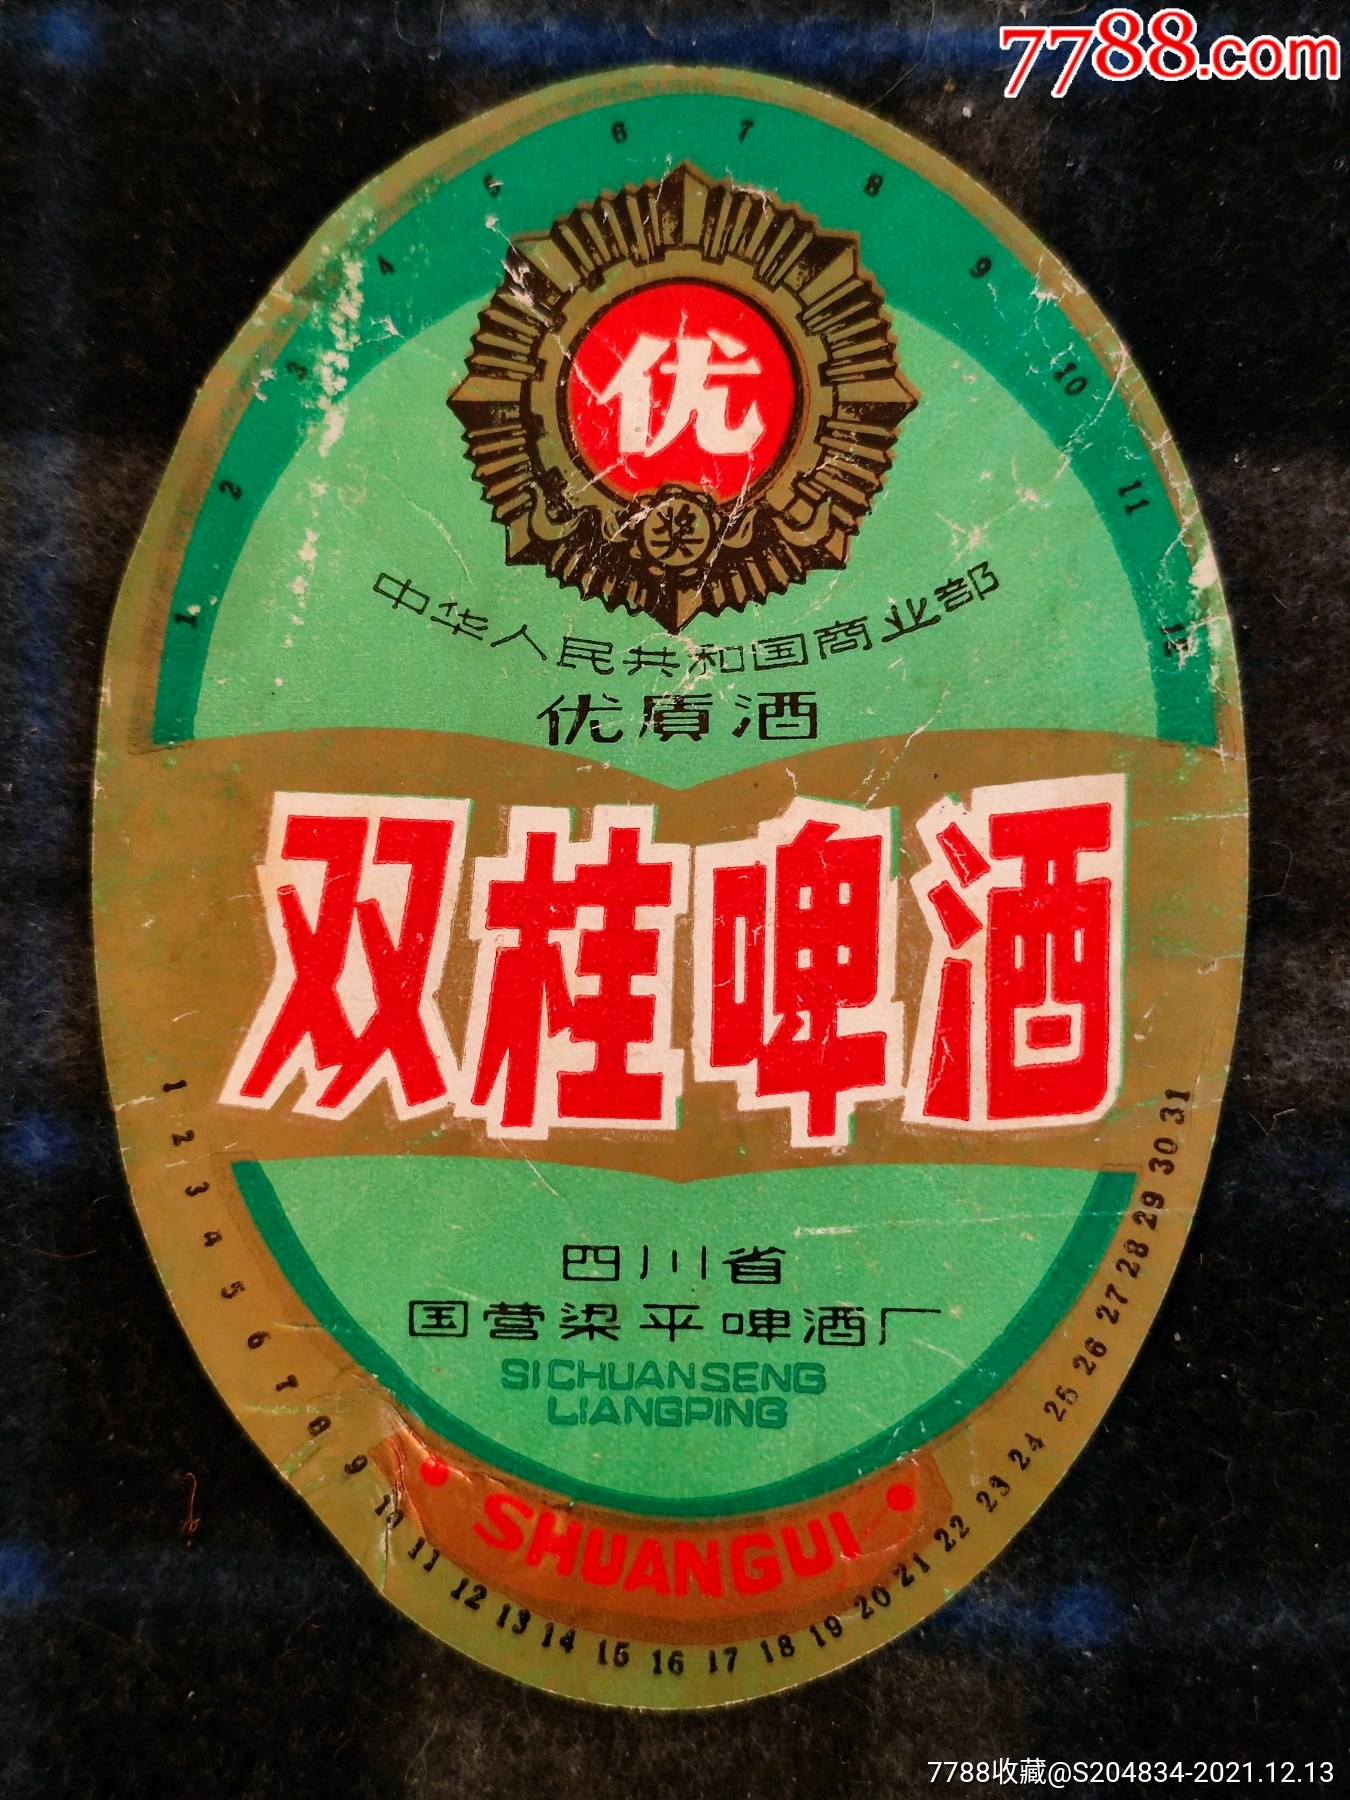 7788.com
6 7
5 8
4 9
3 10
2 11
1 12
优
奖
中华人民共和国商业部
优质酒
双桂啤酒
四川省
国营梁平啤酒厂
SICHUANSENG
LIANGPING
SHUANGUI
1 2 3 4 5 6 7 8 9 10 11 12 13 14 15 16 17 18 19 20 21 22 23 24 25 26 27 28 29 30 31
7788收藏@S204834-2021.12.13